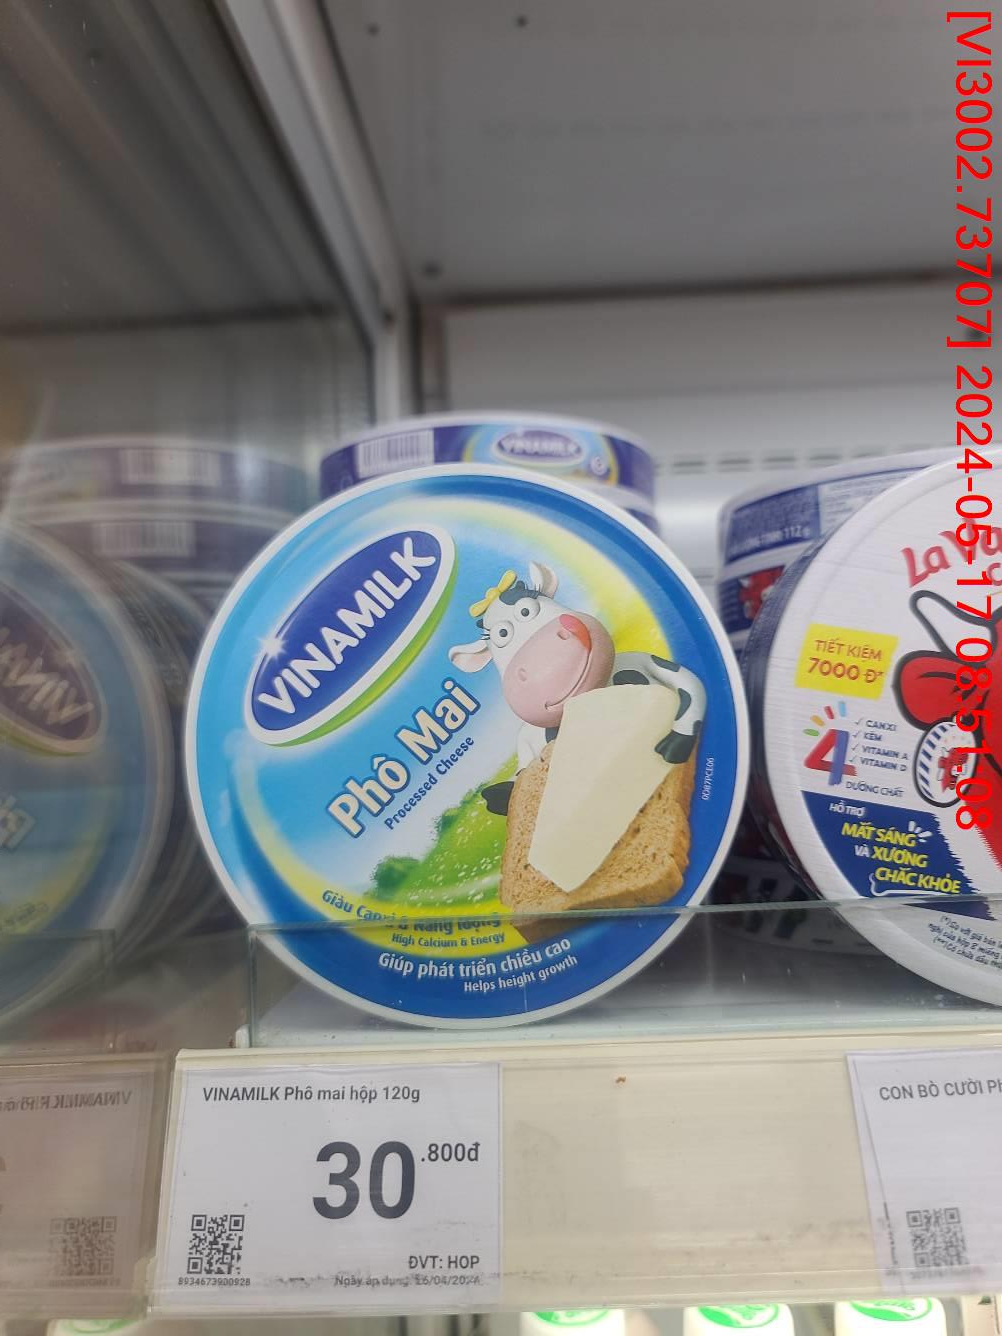 [VI3002.73707] 2024-05-17 08:51:08
VINAMILK
VINAMILK
Phô Mai
Processed Cheese
Giàu Canxi & Năng lượng
High Calcium & Energy
Giúp phát triển chiều cao
Helps height growth
112 g
TIẾT KIỆM
7000 Đ*
4
✓ CANXI
✓ KẼM
✓ VITAMIN A
✓ VITAMIN D
DƯỠNG CHẤT
HỖ TRỢ
MẮT SÁNG
VÀ XƯƠNG
CHẮC KHỎE
VINAMILK Phô mai hộp 120g
30.800đ
ĐVT: HOP
8934673900928
Ngày áp dụng: 26/04/2024
CON BÒ CƯỜI